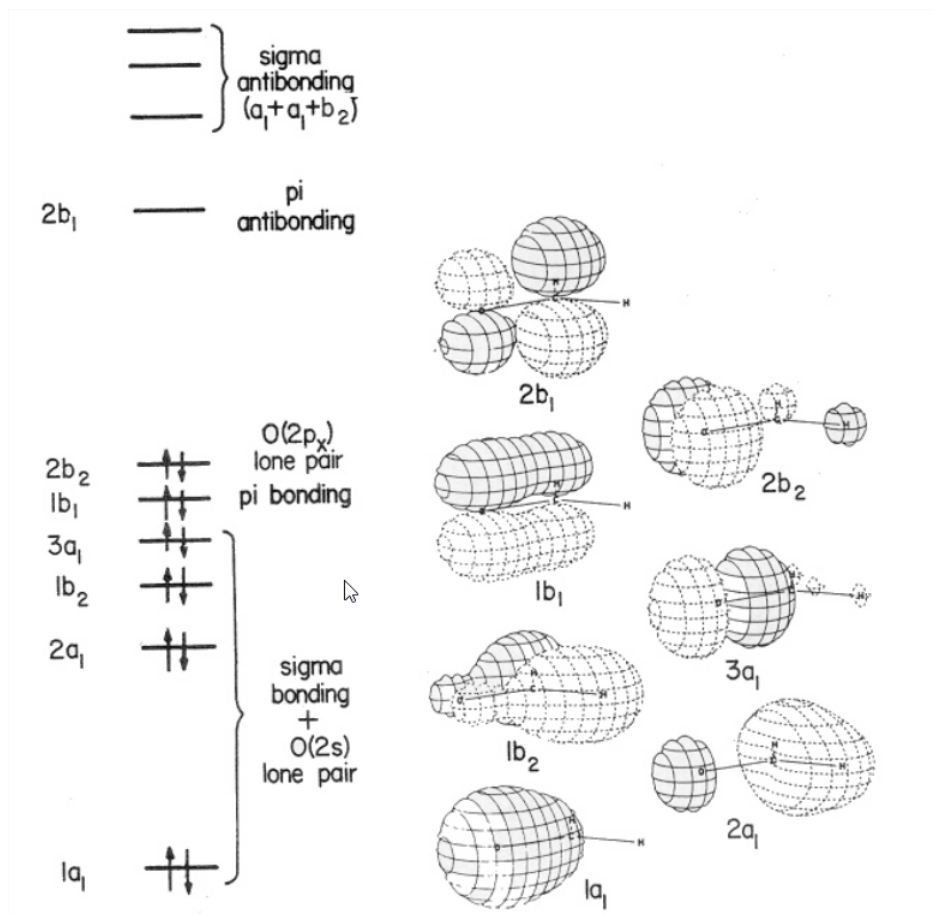 sigma
antibonding
(a₁+a₁+b₂)
2b₁
pi
antibonding
2b₁
O(2pₓ)
lone pair
2b₂
1b₁
pi bonding
3a₁
1b₂
2a₁
sigma
bonding
+
O(2s)
lone pair
1a₁
H
C
H
O
2b₁
H
C
H
O
2b₂
H
C
H
O
1b₁
H
C
H
O
3a₁
H
C
H
O
1b₂
H
C
H
O
2a₁
H
C
H
O
1a₁